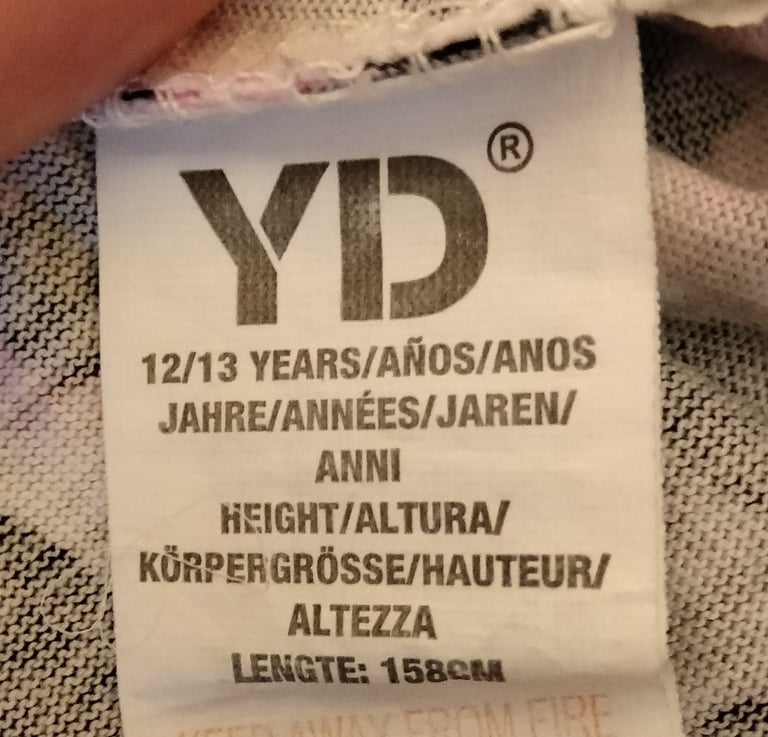 YD®
12/13 YEARS/AÑOS/ANOS
JAHRE/ANNÉES/JAREN/
ANNI
HEIGHT/ALTURA/
KÖRPERGRÖSSE/HAUTEUR/
ALTEZZA
LENGTE: 158CM
KEEP AWAY FROM FIRE